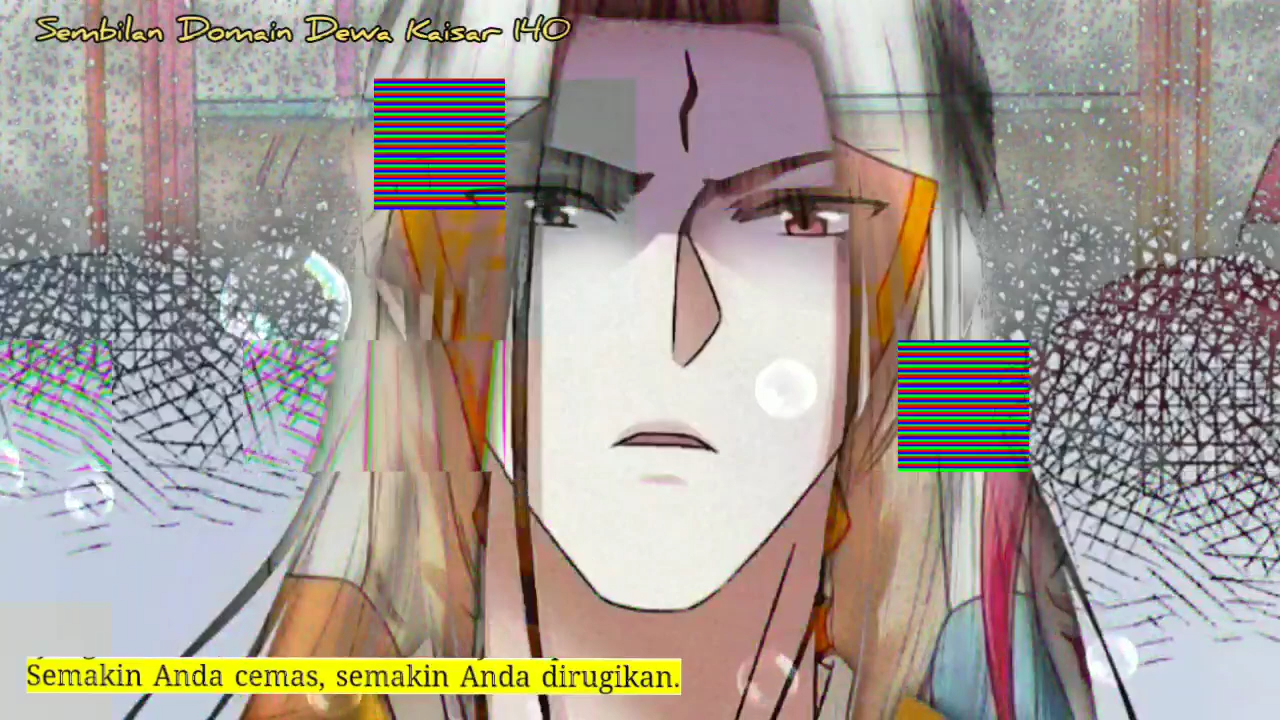 Sembilan Domain Dewa Kaisar 140
Semakin Anda cemas, semakin Anda dirugikan.